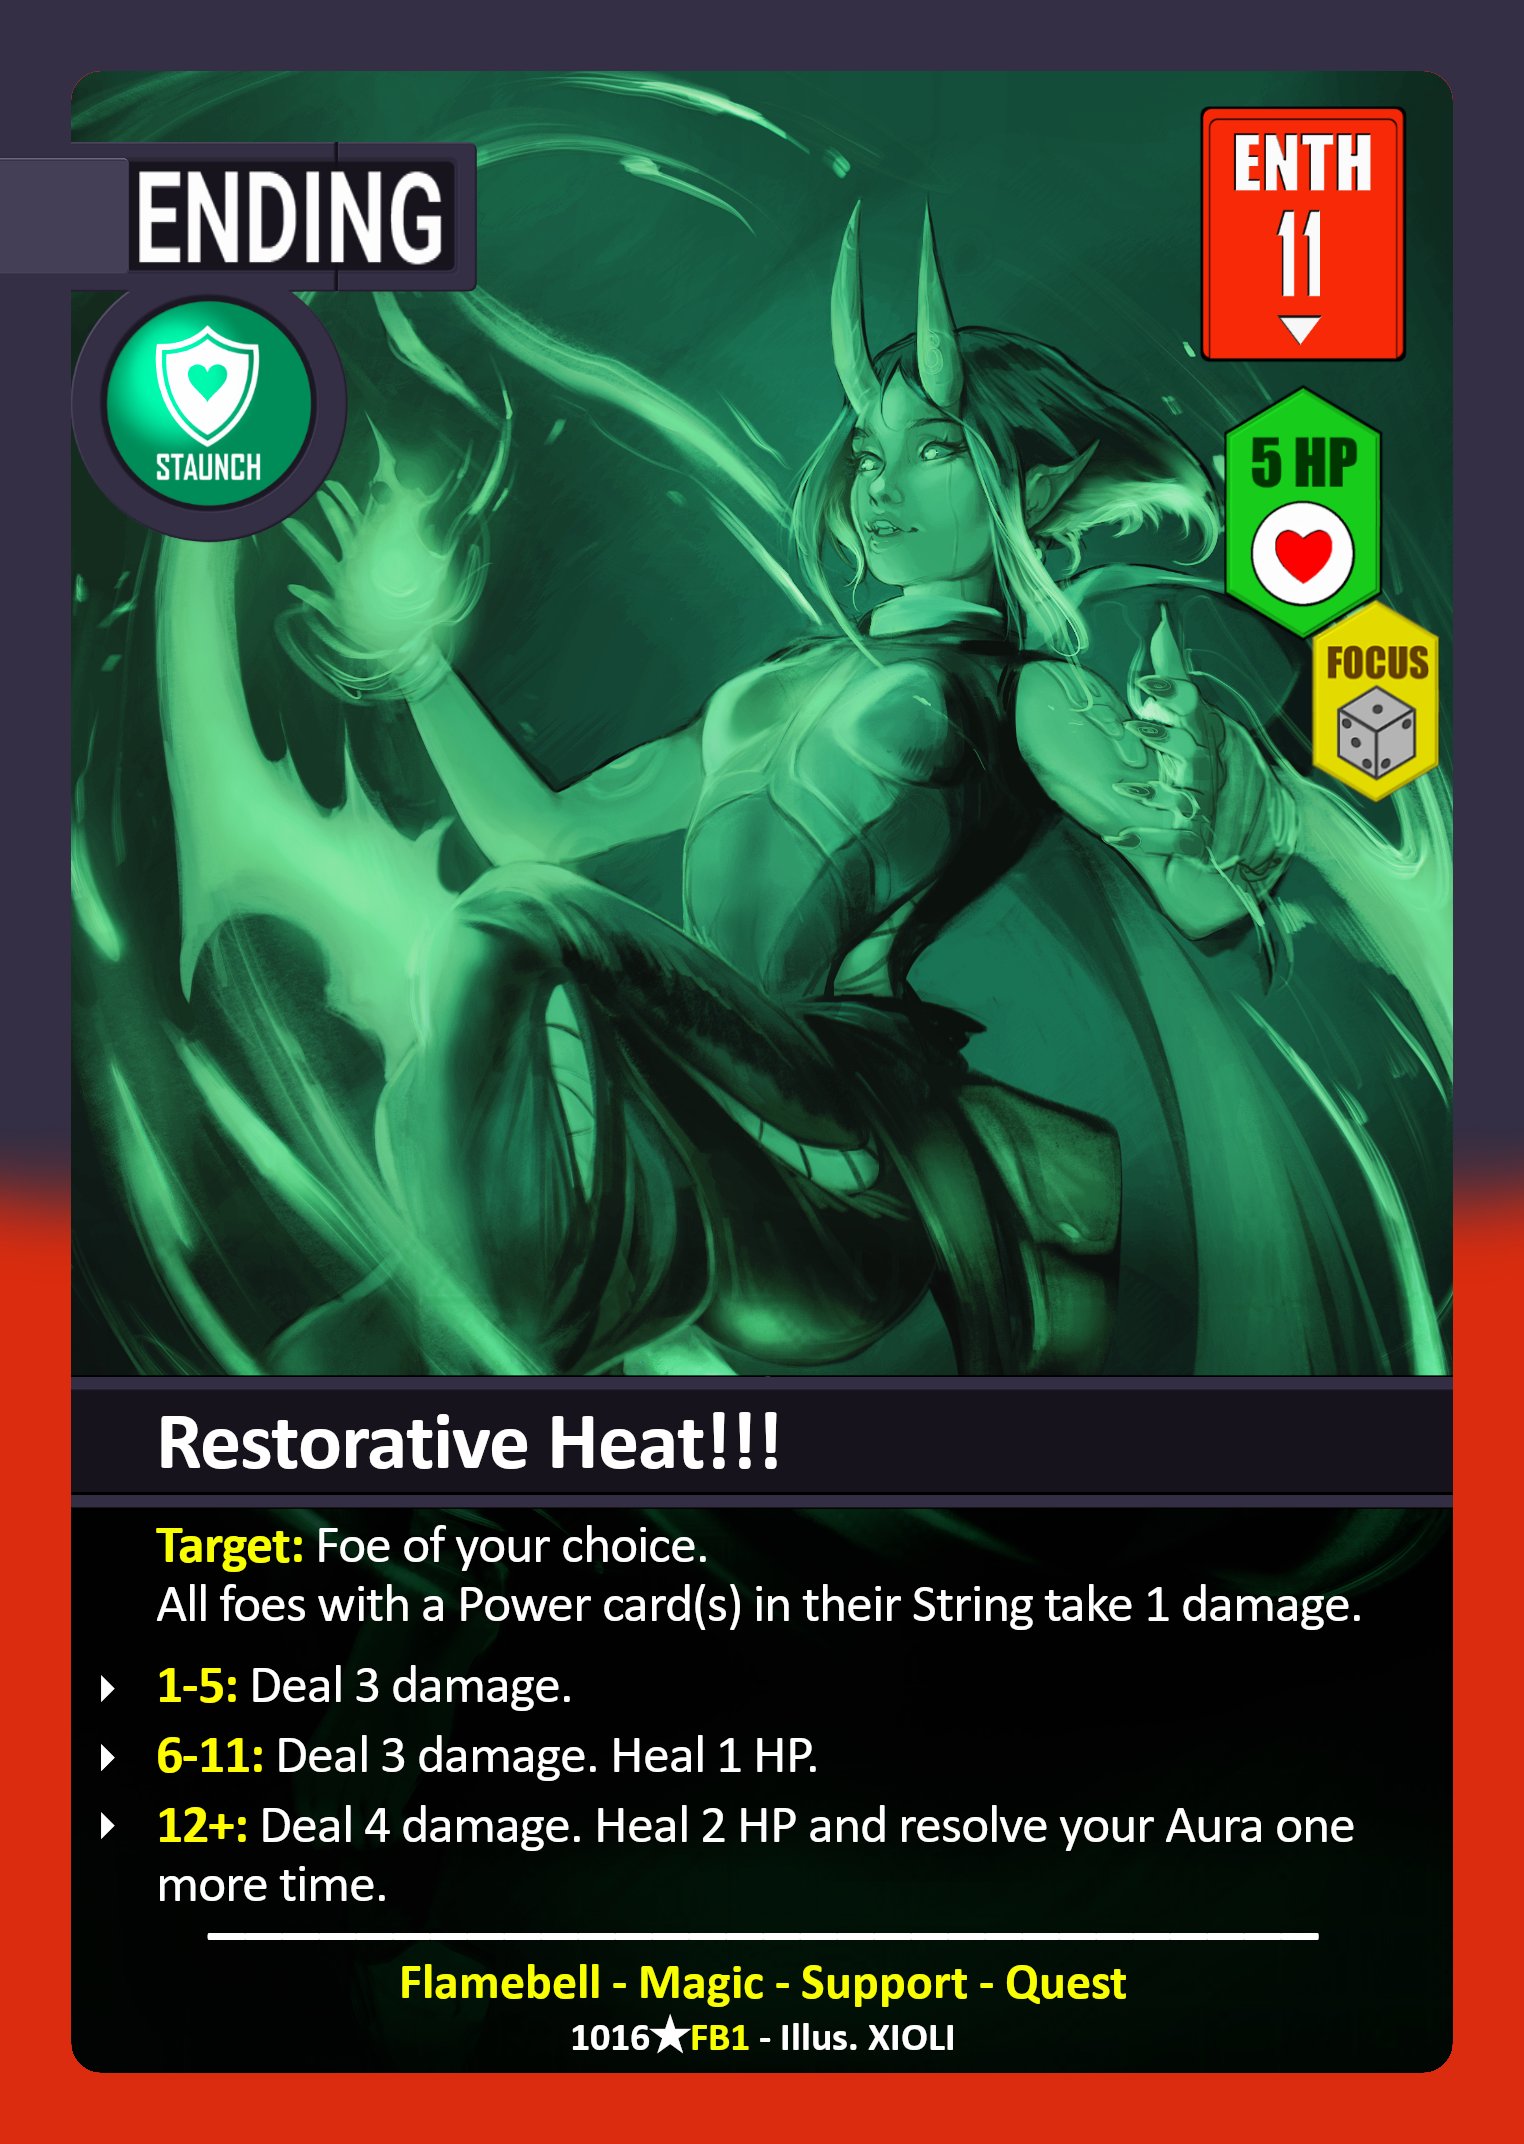 ENDING
ENTH
11
STAUNCH
5 HP
FOCUS
Restorative Heat!!!
Target: Foe of your choice.
All foes with a Power card(s) in their String take 1 damage.
1-5: Deal 3 damage.
6-11: Deal 3 damage. Heal 1 HP.
12+: Deal 4 damage. Heal 2 HP and resolve your Aura one
more time.
Flamebell - Magic - Support - Quest
1016★FB1 - Illus. XIOLI